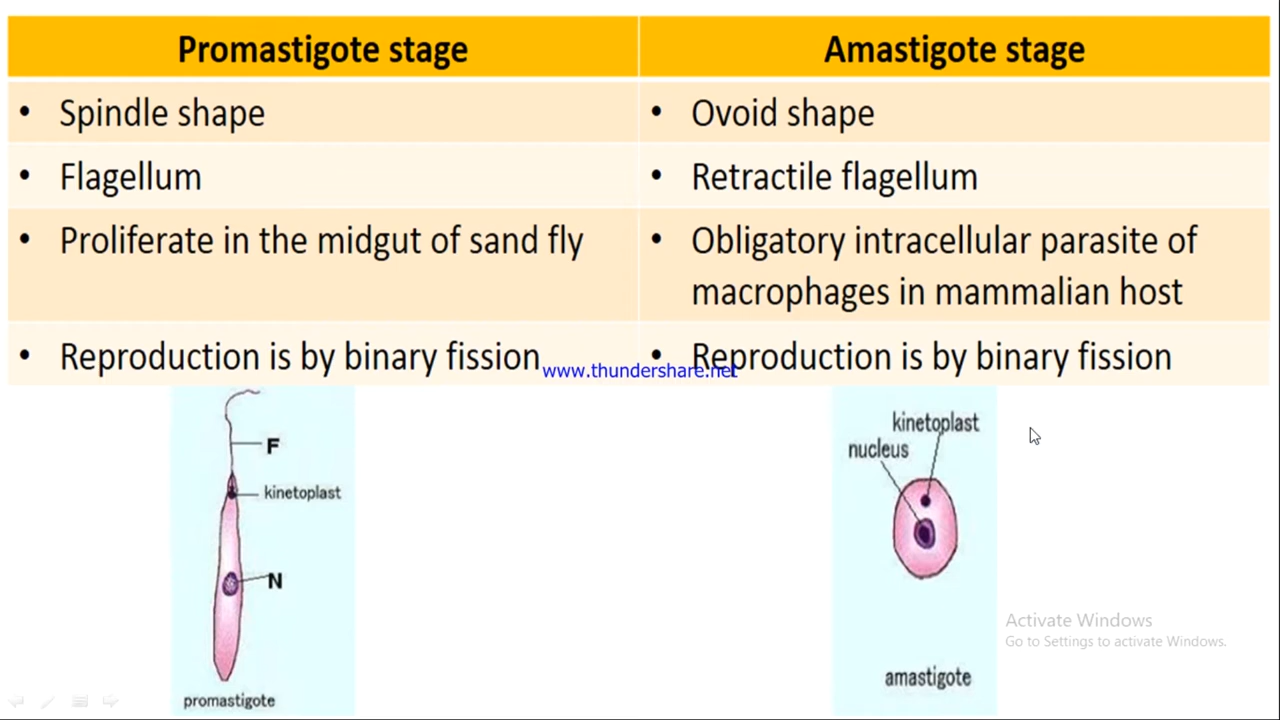 Promastigote stage
Amastigote stage
• Spindle shape
• Ovoid shape
• Flagellum
• Retractile flagellum
• Proliferate in the midgut of sand fly
• Obligatory intracellular parasite of
macrophages in mammalian host
• Reproduction is by binary fission
• Reproduction is by binary fission
www.thundershare.net
F
kinetoplast
N
promastigote
kinetoplast
nucleus
amastigote
Activate Windows
Go to Settings to activate Windows.